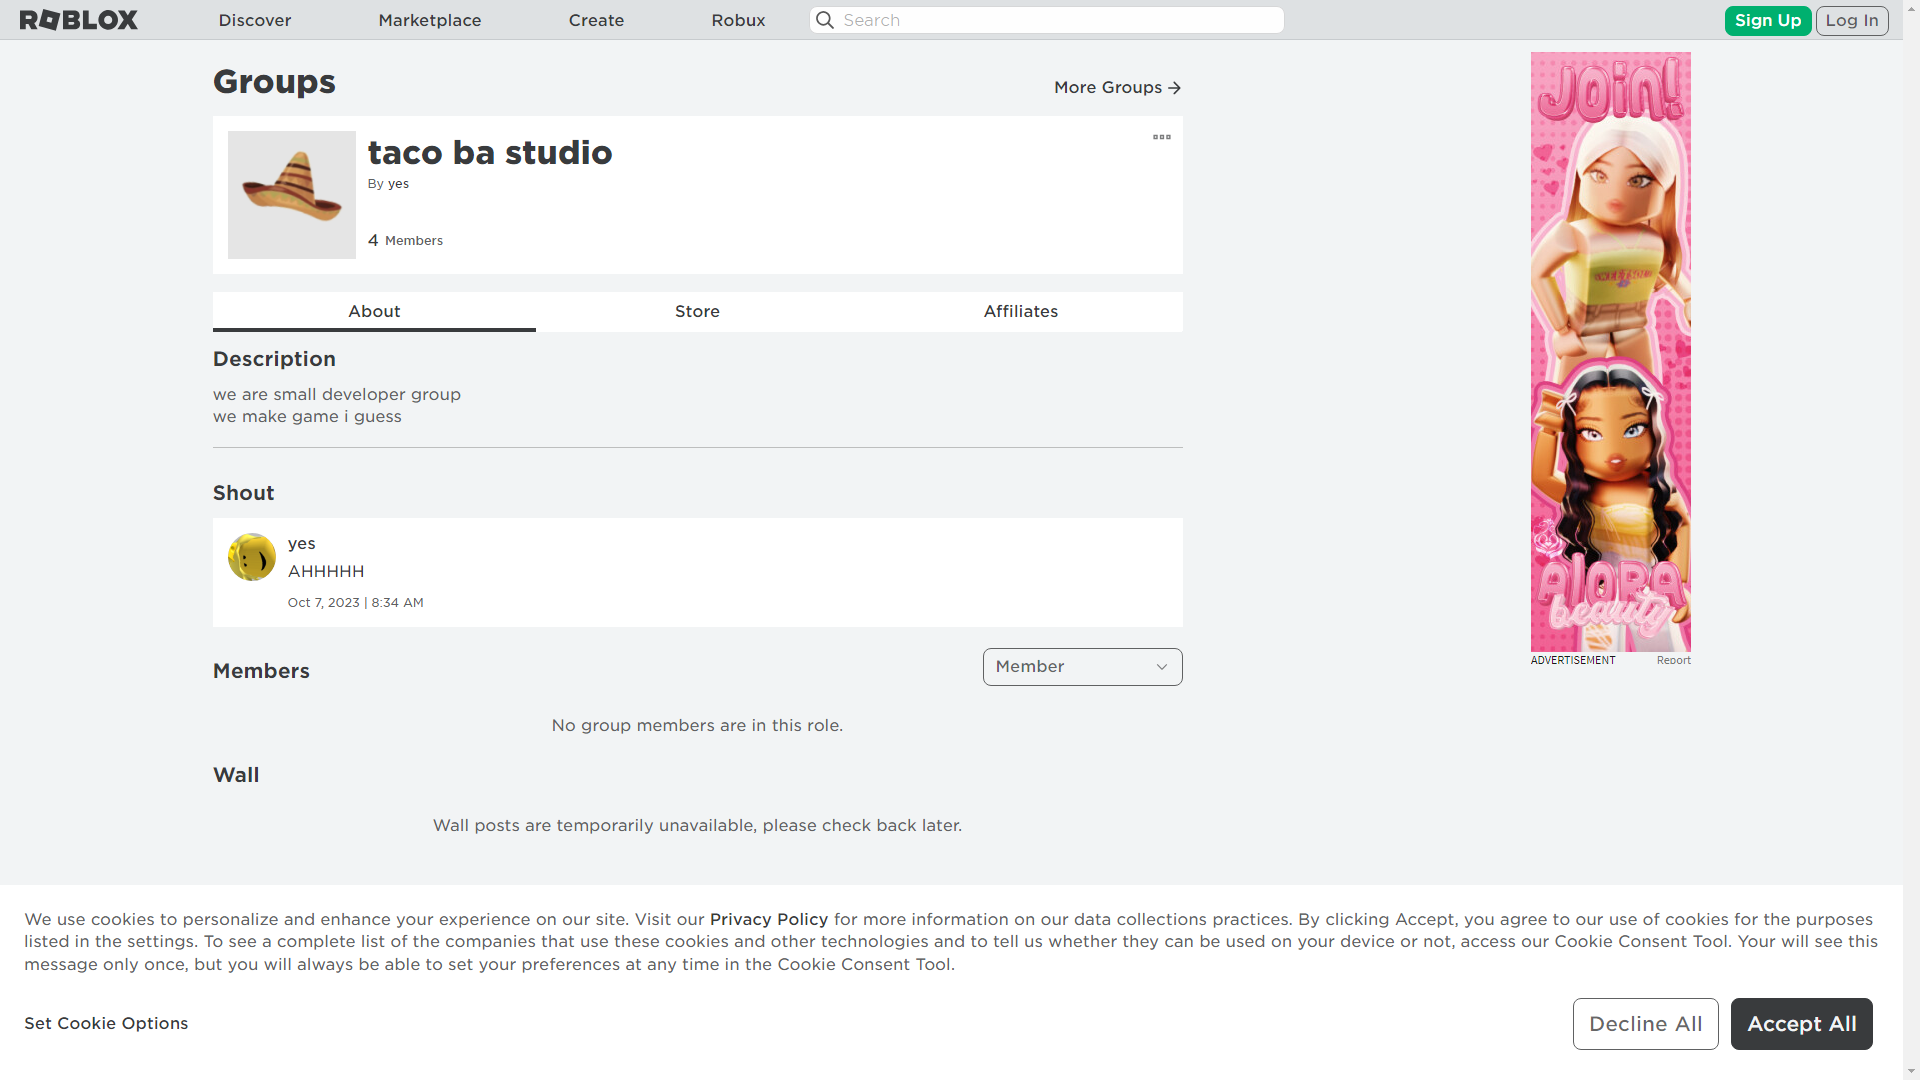 ROBLOX
Discover
Marketplace
Create
Robux
Search
Sign Up
Log In
Groups
More Groups
taco ba studio
By yes
4 Members
About
Store
Affiliates
Description
we are small developer group
we make game i guess
Shout
yes
AHHHHH
Oct 7, 2023 | 8:34 AM
Members
Member
No group members are in this role.
Wall
Wall posts are temporarily unavailable, please check back later.
Join!
AlORA
beauty
ADVERTISEMENT
Report
We use cookies to personalize and enhance your experience on our site. Visit our Privacy Policy for more information on our data collections practices. By clicking Accept, you agree to our use of cookies for the purposes
listed in the settings. To see a complete list of the companies that use these cookies and other technologies and to tell us whether they can be used on your device or not, access our Cookie Consent Tool. Your will see this
message only once, but you will always be able to set your preferences at any time in the Cookie Consent Tool.
Set Cookie Options
Decline All
Accept All